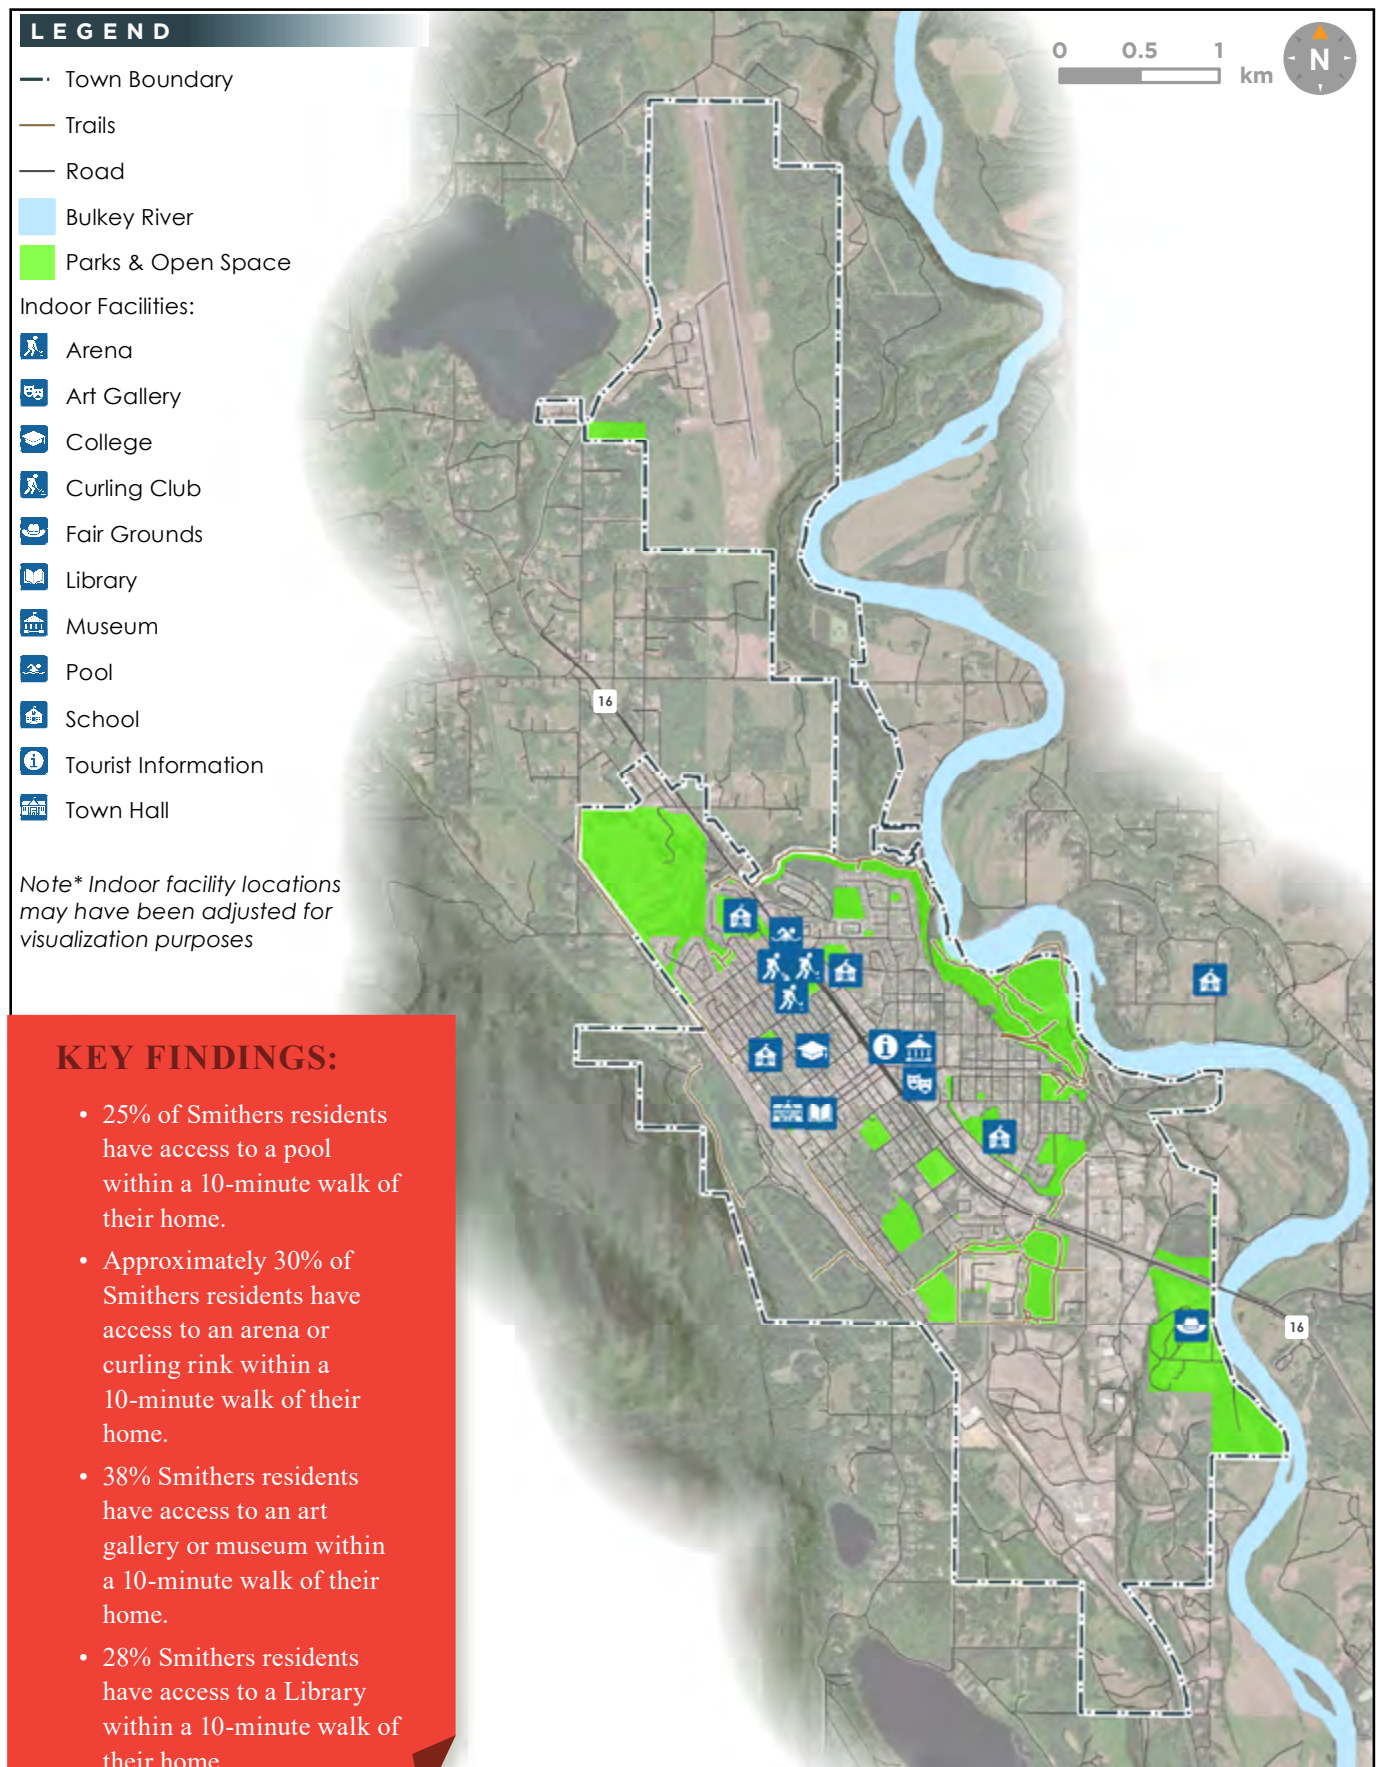 LEGEND
Town Boundary
Trails
Road
Bulkey River
Parks & Open Space
Indoor Facilities:
Arena
Art Gallery
College
Curling Club
Fair Grounds
Library
Museum
Pool
School
Tourist Information
Town Hall
Note* Indoor facility locations
may have been adjusted for
visualization purposes
0 0.5 1
km
N
16
16
KEY FINDINGS:
• 25% of Smithers residents
have access to a pool
within a 10-minute walk of
their home.
• Approximately 30% of
Smithers residents have
access to an arena or
curling rink within a
10-minute walk of their
home.
• 38% Smithers residents
have access to an art
gallery or museum within
a 10-minute walk of their
home.
• 28% Smithers residents
have access to a Library
within a 10-minute walk of
their home